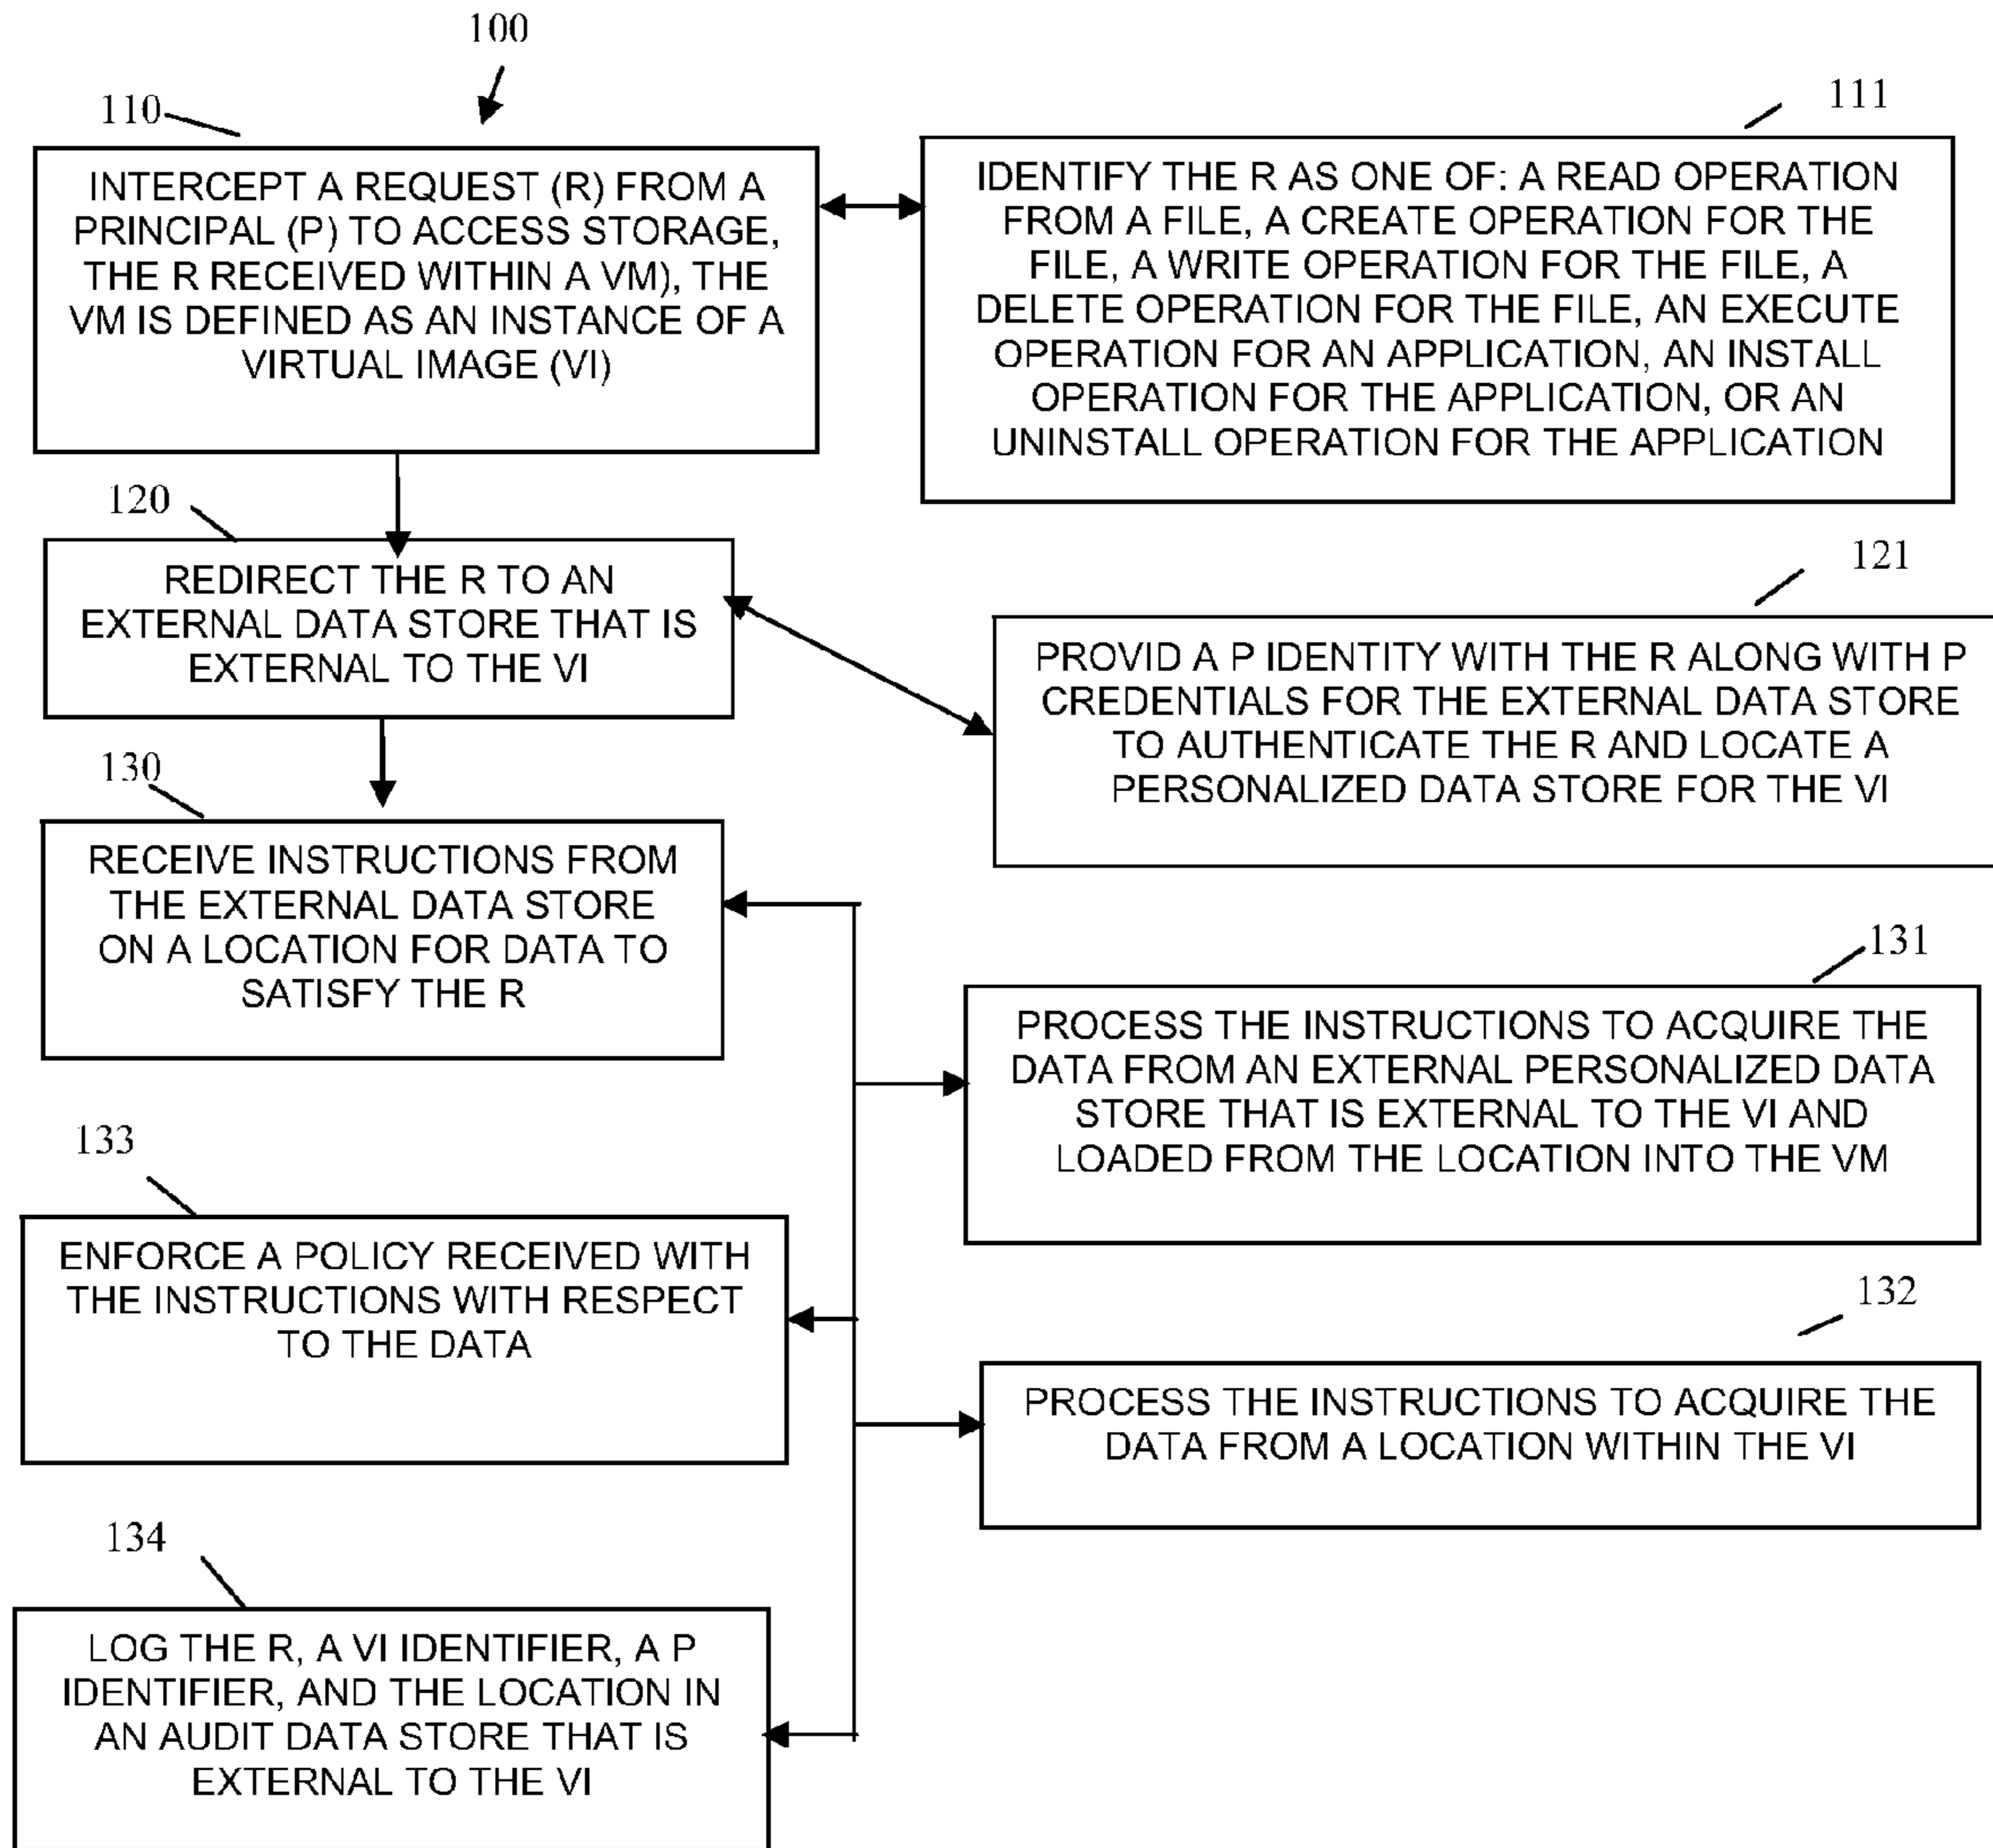 100
110
INTERCEPT A REQUEST (R) FROM A
PRINCIPAL (P) TO ACCESS STORAGE,
THE R RECEIVED WITHIN A VM), THE
VM IS DEFINED AS AN INSTANCE OF A
VIRTUAL IMAGE (VI)
111
IDENTIFY THE R AS ONE OF: A READ OPERATION
FROM A FILE, A CREATE OPERATION FOR THE
FILE, A WRITE OPERATION FOR THE FILE, A
DELETE OPERATION FOR THE FILE, AN EXECUTE
OPERATION FOR AN APPLICATION, AN INSTALL
OPERATION FOR THE APPLICATION, OR AN
UNINSTALL OPERATION FOR THE APPLICATION
120
REDIRECT THE R TO AN
EXTERNAL DATA STORE THAT IS
EXTERNAL TO THE VI
121
PROVID A P IDENTITY WITH THE R ALONG WITH P
CREDENTIALS FOR THE EXTERNAL DATA STORE
TO AUTHENTICATE THE R AND LOCATE A
PERSONALIZED DATA STORE FOR THE VI
130
RECEIVE INSTRUCTIONS FROM
THE EXTERNAL DATA STORE
ON A LOCATION FOR DATA TO
SATISFY THE R
131
PROCESS THE INSTRUCTIONS TO ACQUIRE THE
DATA FROM AN EXTERNAL PERSONALIZED DATA
STORE THAT IS EXTERNAL TO THE VI AND
LOADED FROM THE LOCATION INTO THE VM
133
ENFORCE A POLICY RECEIVED WITH
THE INSTRUCTIONS WITH RESPECT
TO THE DATA
132
PROCESS THE INSTRUCTIONS TO ACQUIRE THE
DATA FROM A LOCATION WITHIN THE VI
134
LOG THE R, A VI IDENTIFIER, A P
IDENTIFIER, AND THE LOCATION IN
AN AUDIT DATA STORE THAT IS
EXTERNAL TO THE VI